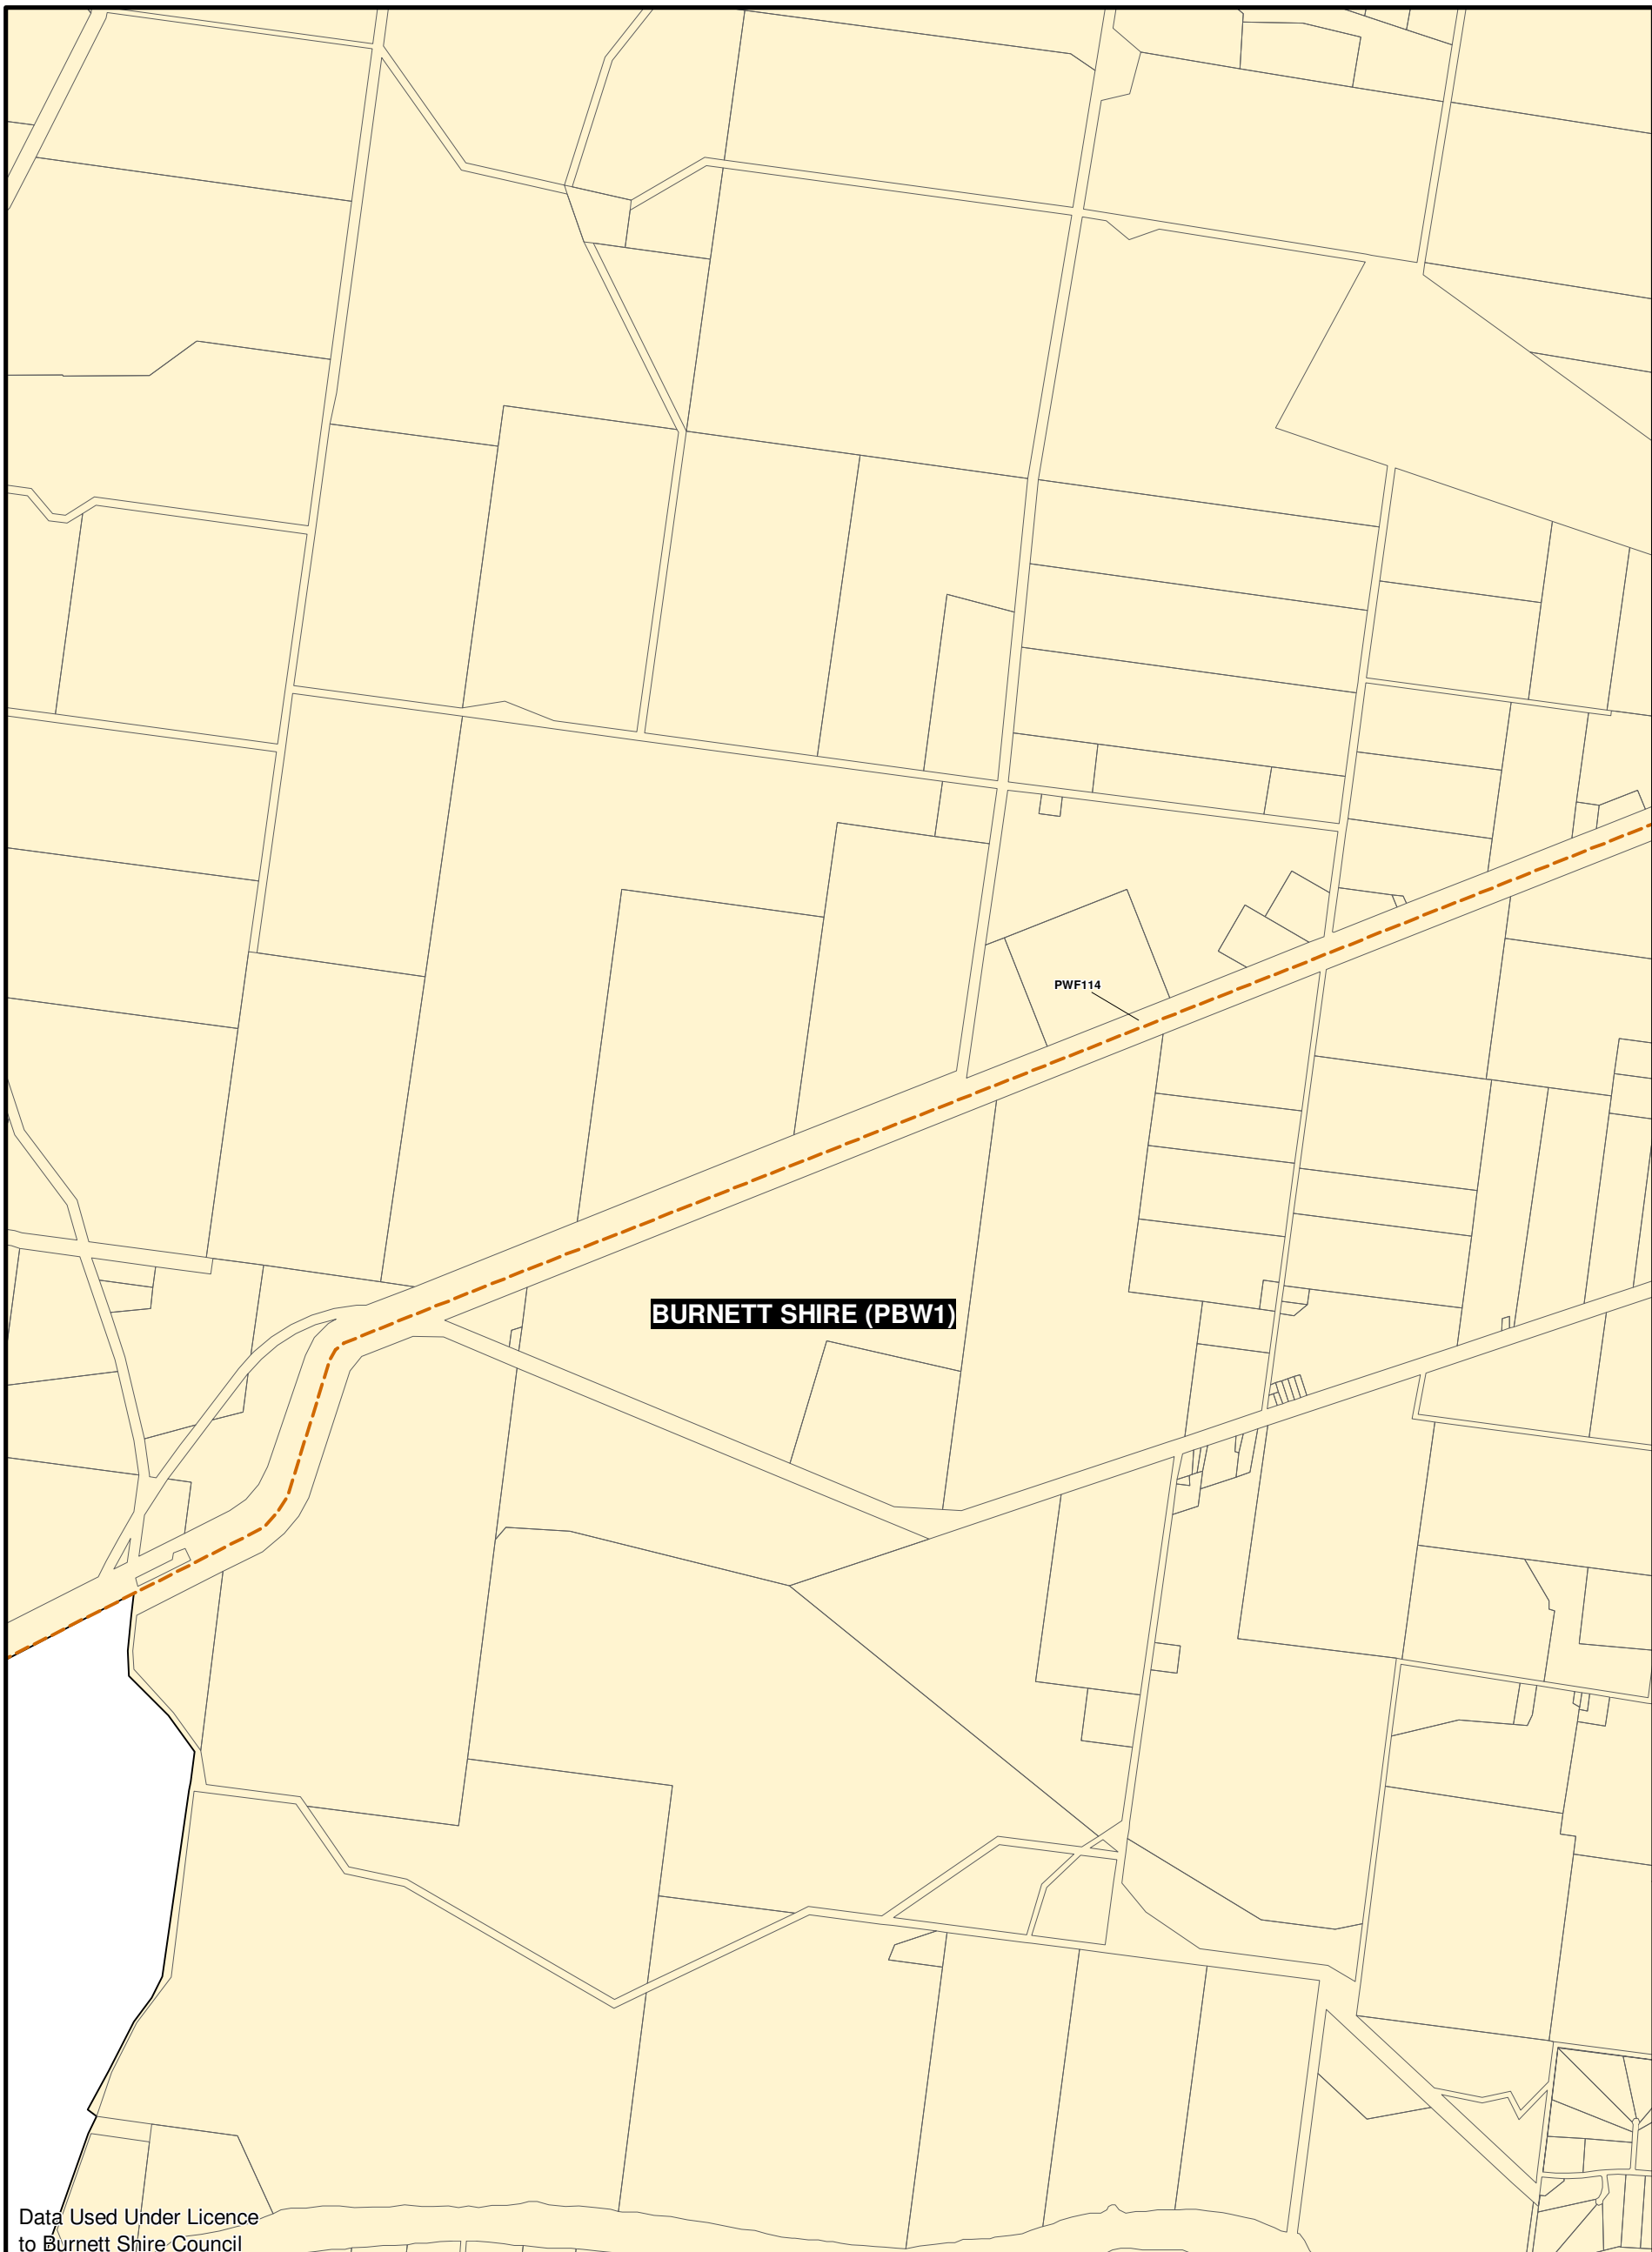 PWF114
BURNETT SHIRE (PBW1)
Data Used Under Licence
to Burnett Shire Council